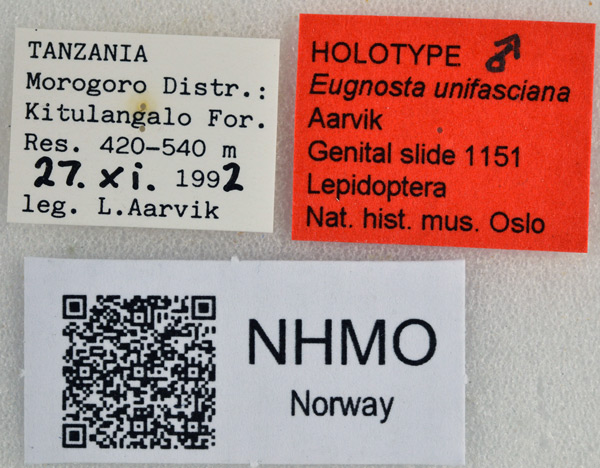 TANZANIA
Morogoro Distr.:
Kitulangalo For.
Res. 420-540 m
27. xi. 1992
leg. L.Aarvik
HOLOTYPE ♂
Eugnosta unifasciana
Aarvik
Genital slide 1151
Lepidoptera
Nat. hist. mus. Oslo
NHMO
Norway